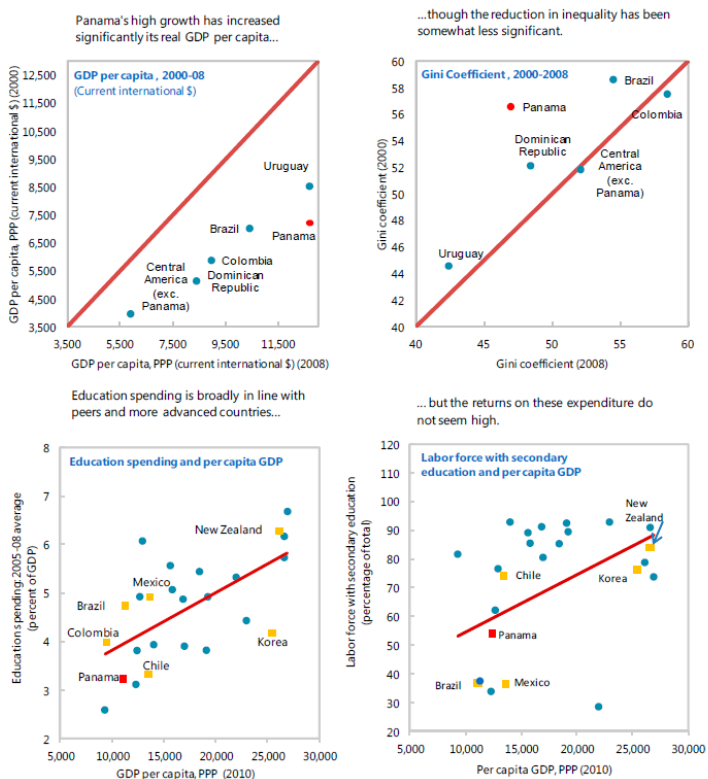 Panama's high growth has increased
significantly its real GDP per capita…
GDP per capita, PPP (current international $) (2000)
12,500
11,500
10,500
9,500
8,500
7,500
6,500
5,500
4,500
3,500
GDP per capita , 2000-08
(Current international $)
Uruguay
Brazil
Panama
Colombia
Central
America
(exc.
Panama)
Dominican
Republic
3,500
5,500
7,500
9,500
11,500
GDP per capita, PPP (current international $) (2008)
…though the reduction in inequality has been
somewhat less significant.
Gini coefficient (2000)
60
58
56
54
52
50
48
46
44
42
40
Gini Coefficient , 2000-2008
Brazil
Colombia
Panama
Dominican
Republic
Central
America
(exc.
Panama)
Uruguay
40
45
50
55
60
Gini coefficient (2008)
Education spending is broadly in line with
peers and more advanced countries…
Education spending: 2005-08 average
(percent of GDP)
8
7
6
5
4
3
2
Education spending and per capita GDP
New Zealand
Mexico
Brazil
Colombia
Korea
Chile
Panama
5,000
10,000
15,000
20,000
25,000
30,000
GDP per capita, PPP (2010)
... but the returns on these expenditure do
not seem high.
Labor force with secondary education
(percentage of total)
120
110
100
90
80
70
60
50
40
30
20
Labor force with secondary
education and per capita GDP
New
Zealand
Chile
Korea
Panama
Brazil
Mexico
5,000
10,000
15,000
20,000
25,000
30,000
Per capita GDP, PPP (2010)